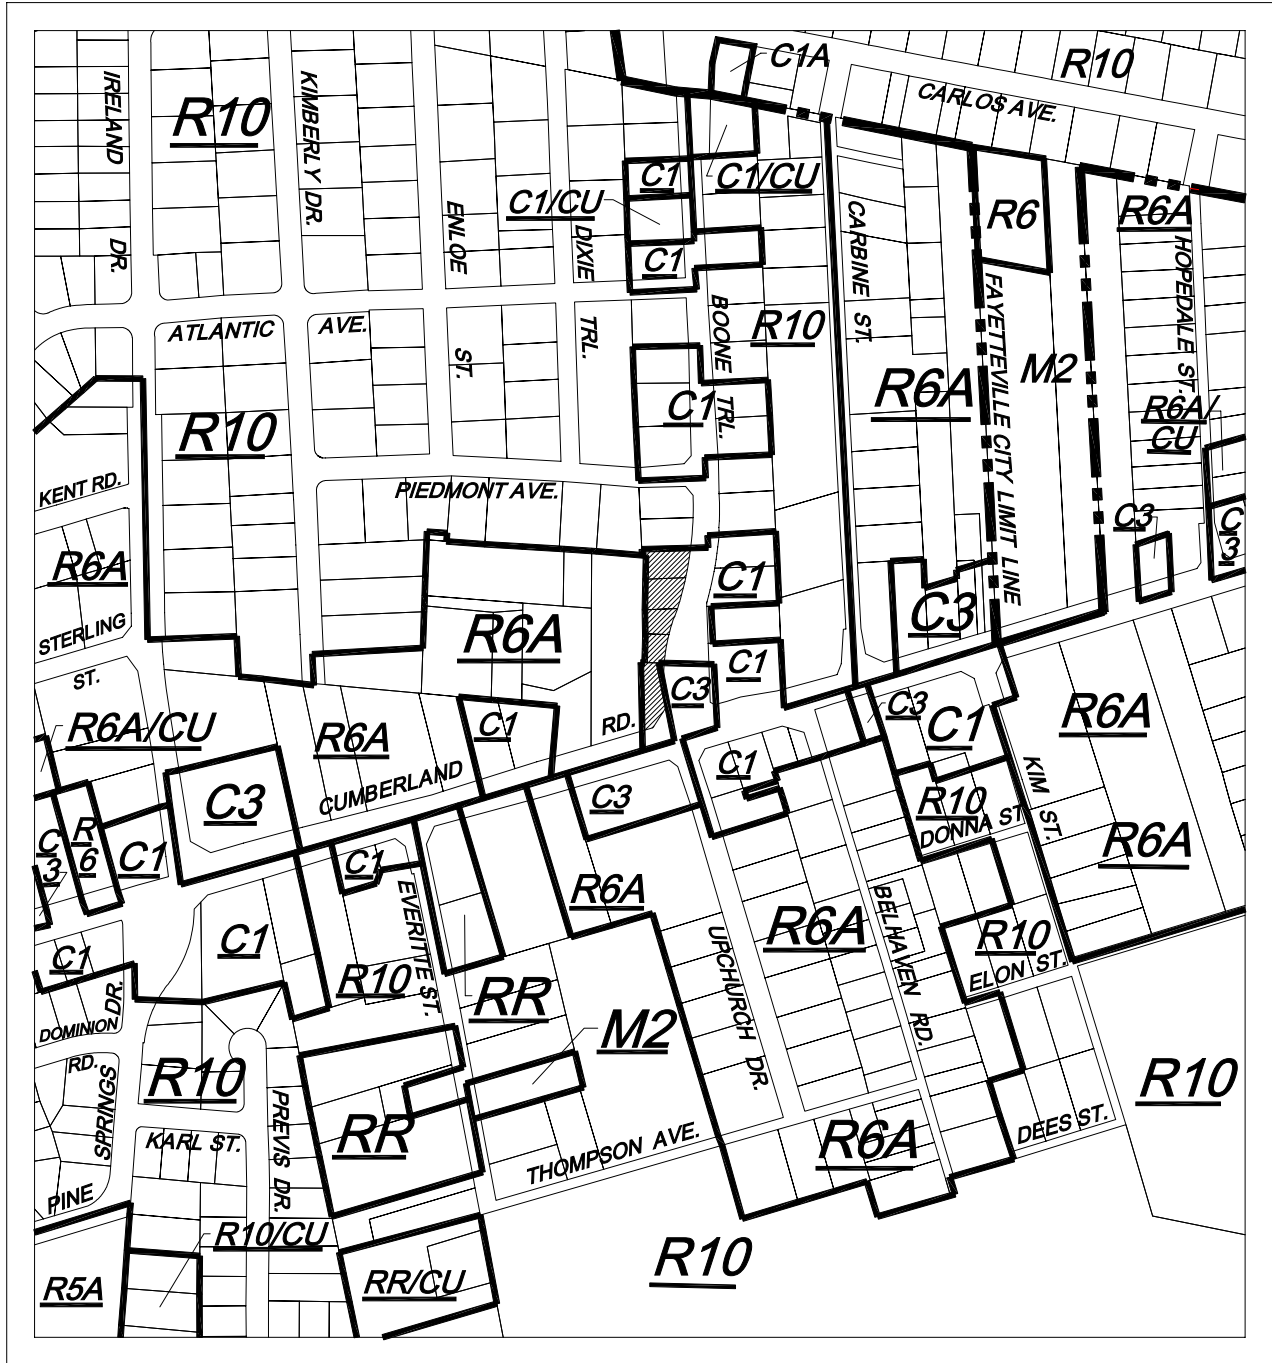 C1A
R10
CARLOS AVE.
IRELAND
DR.
R10
KIMBERLY DR.
ENLOE
ST.
DIXIE
TRL.
C1
C1/CU
C1/CU
C1
BOONE
TRL.
R10
CARBINE ST.
R6
R6A
HOPEDALE ST.
ATLANTIC
AVE.
FAYETTEVILLE CITY LIMIT LINE
M2
R6A
R6A/
CU
R10
C1
KENT RD.
PIEDMONT AVE.
C3
C
3
R6A
C1
C3
STERLING
ST.
R6A
C1
C3
R6A/CU
R6A
C1
RD.
C3
C1
R6A
C1
KIM ST.
CUMBERLAND
C3
C3
R10
DONNA ST.
R
6
C
3
C1
C1
R6A
R6A
EVERITTE ST.
BELHAVEN RD.
C1
R6A
R10
UPCHURCH DR.
C1
R10
ELON ST.
RR
DOMINION
DR.
M2
RD.
SPRINGS
PINE
R10
R10
PREVIS DR.
KARL ST.
RR
THOMPSON AVE.
R6A
DEES ST.
R10/CU
R10
R5A
RR/CU